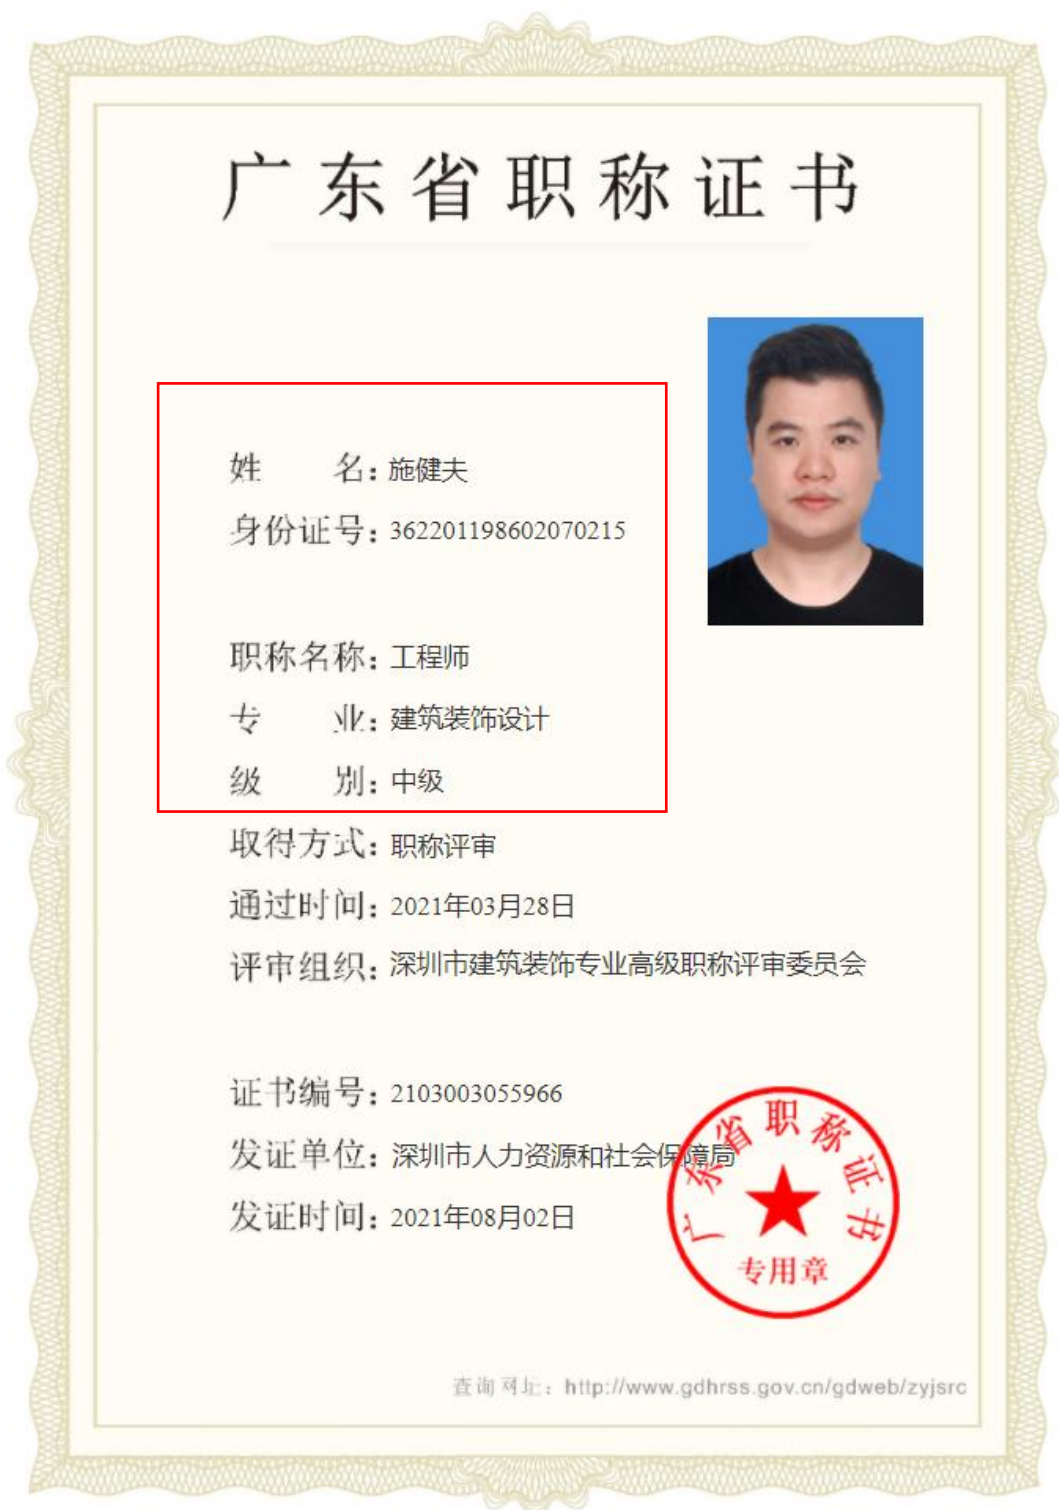 广东省职称证书
姓 名：施健夫
身份证号：362201198602070215
职称名称：工程师
专 业：建筑装饰设计
级 别：中级
取得方式：职称评审
通过时间：2021年03月28日
评审组织：深圳市建筑装饰专业高级职称评审委员会
证书编号：2103003055966
发证单位：深圳市人力资源和社会保障局
发证时间：2021年08月02日
广东省职称证书
专用章
查询网址：http://www.gdhrss.gov.cn/gdweb/zyjsrc